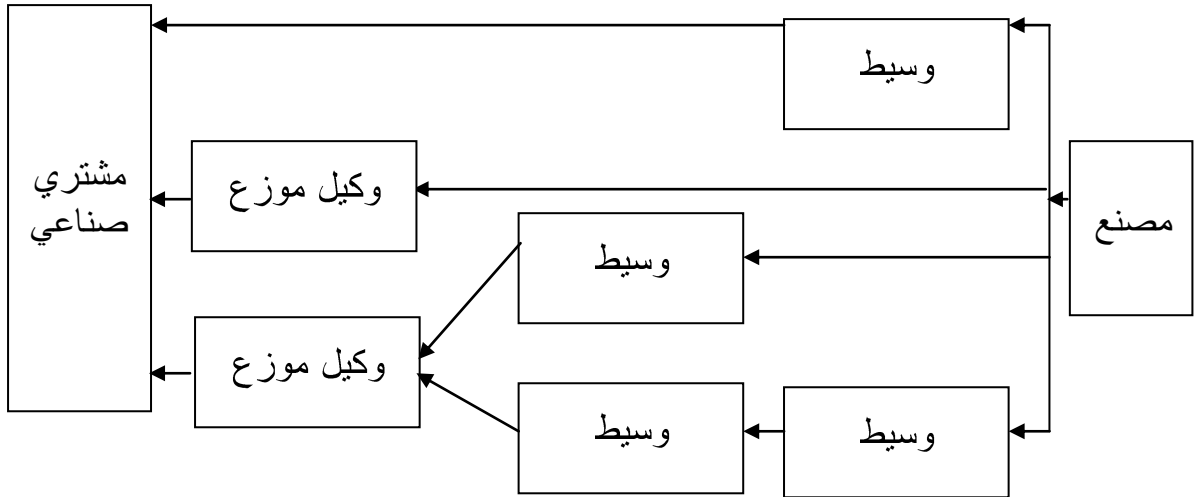 وسيط
مصنع
وكيل موزع
مشتري
صناعي
وسيط
وكيل موزع
وسيط
وسيط